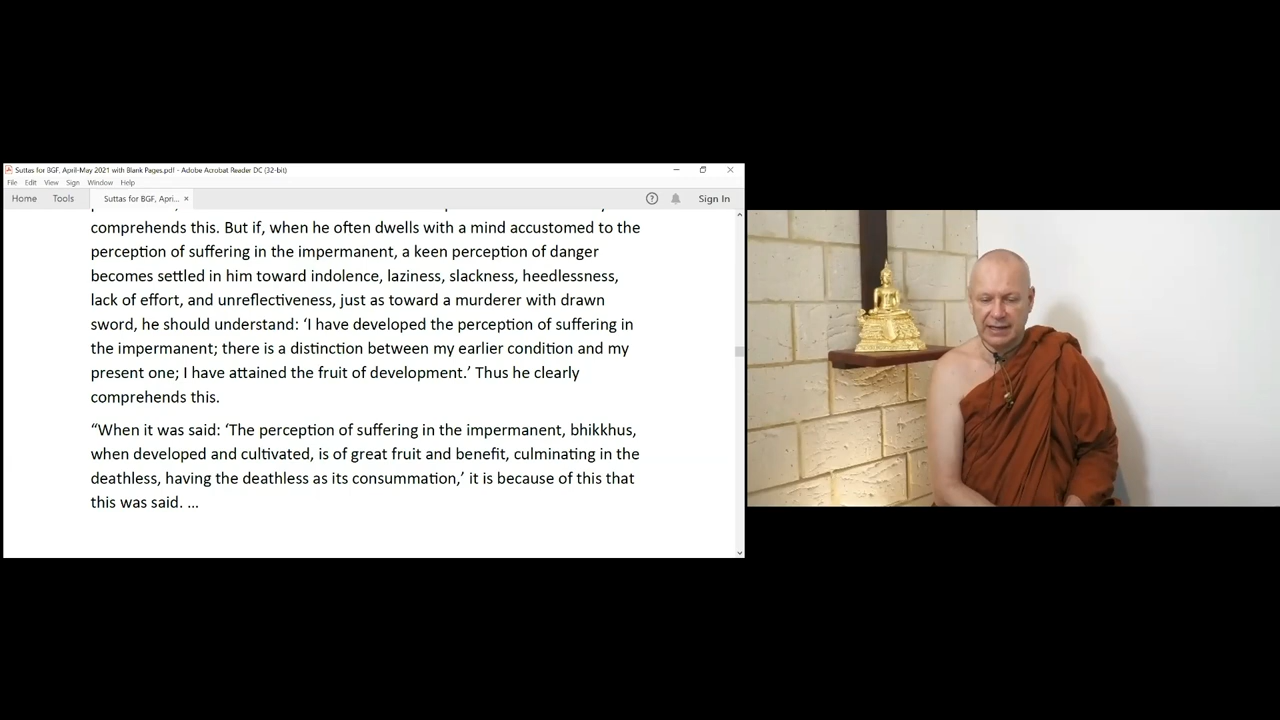 Suttas for BGF, April-May 2021 with Blank Pages.pdf - Adobe Acrobat Reader DC (32-bit)
File Edit View Sign Window Help
Home Tools Suttas for BGF, Apri... × ? Sign In
comprehends this. But if, when he often dwells with a mind accustomed to the
perception of suffering in the impermanent, a keen perception of danger
becomes settled in him toward indolence, laziness, slackness, heedlessness,
lack of effort, and unreflectiveness, just as toward a murderer with drawn
sword, he should understand: ‘I have developed the perception of suffering in
the impermanent; there is a distinction between my earlier condition and my
present one; I have attained the fruit of development.’ Thus he clearly
comprehends this.
“When it was said: ‘The perception of suffering in the impermanent, bhikkhus,
when developed and cultivated, is of great fruit and benefit, culminating in the
deathless, having the deathless as its consummation,’ it is because of this that
this was said. ...